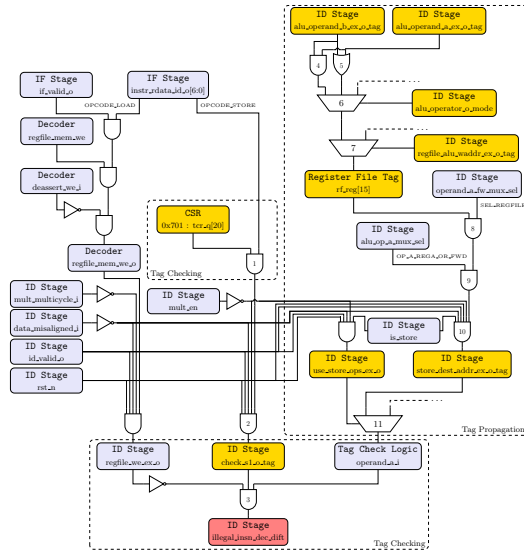 ID Stage
alu_operand_b_ex_o_tag
ID Stage
alu_operand_a_ex_o_tag
4
5
6
ID Stage
alu_operator_o_mode
7
ID Stage
regfile_alu_waddr_ex_o_tag
IF Stage
if_valid_o
IF Stage
instr_rdata_id_o[6:0]
OPCODE_LOAD
OPCODE_STORE
Decoder
regfile_mem_we
Decoder
deassert_we_i
Register File Tag
rf_reg[15]
ID Stage
operand_a_fw_mux_sel
SEL_REGFILE
8
CSR
0x701 : tcr_q[20]
1
Tag Checking
ID Stage
alu_op_a_mux_sel
OP_A_REGA_OR_FWD
9
Decoder
regfile_mem_we_o
ID Stage
mult_multicycle_i
ID Stage
mult_en
ID Stage
data_misaligned_i
ID Stage
id_valid_o
ID Stage
rst_n
ID Stage
is_store
10
ID Stage
use_store_ops_ex_o
ID Stage
store_dest_addr_ex_o_tag
2
11
Tag Propagation
ID Stage
regfile_we_ex_o
ID Stage
check_s1_o_tag
Tag Check Logic
operand_a_i
3
ID Stage
illegal_insn_dec_dift
Tag Checking